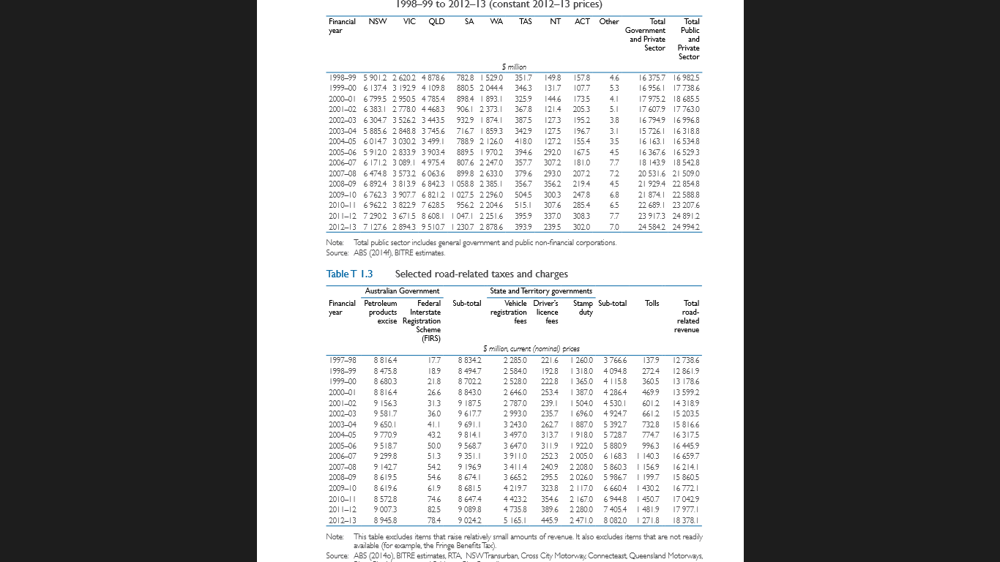 1998–99 to 2012–13 (constant 2012–13 prices)
Financial year NSW VIC QLD SA WA TAS NT ACT Other Total Government and Private Sector Total Public and Private Sector
$ million
1998–99 5 901.2 2 620.2 4 878.6 782.8 1 529.0 351.7 149.8 157.8 4.6 16 375.7 16 982.5
1999–00 6 137.4 3 192.9 4 109.8 880.5 2 044.4 346.3 131.7 107.7 5.3 16 956.1 17 738.6
2000–01 6 799.5 2 950.5 4 785.4 898.4 1 893.1 325.9 144.6 173.5 4.1 17 975.2 18 685.5
2001–02 6 383.1 2 778.0 4 468.3 906.1 2 373.1 367.8 121.4 205.3 5.1 17 607.9 17 763.0
2002–03 6 304.7 3 526.2 3 443.5 932.9 1 874.1 387.5 127.3 195.2 3.8 16 794.9 16 996.8
2003–04 5 885.6 2 848.8 3 745.6 716.7 1 859.3 342.9 127.5 196.7 3.1 15 726.1 16 318.8
2004–05 6 014.7 3 030.2 3 499.1 788.9 2 126.0 418.0 127.2 155.4 3.5 16 163.1 16 534.8
2005–06 5 912.0 2 833.9 3 903.4 889.5 1 970.2 394.6 292.0 167.5 4.5 16 367.6 16 529.3
2006–07 6 171.2 3 089.1 4 975.4 807.6 2 247.0 357.7 307.2 181.0 7.7 18 143.9 18 542.8
2007–08 6 474.8 3 573.2 6 063.6 899.8 2 633.0 379.6 293.0 207.2 7.2 20 531.6 21 509.0
2008–09 6 892.4 3 813.9 6 842.3 1 058.8 2 385.1 356.7 356.2 219.4 4.5 21 929.4 22 854.8
2009–10 6 762.3 3 907.7 6 821.2 1 027.5 2 296.0 504.5 300.3 247.8 6.8 21 874.1 22 588.8
2010–11 6 962.2 3 822.9 7 628.5 956.2 2 204.6 515.1 307.6 285.4 6.5 22 689.1 23 207.6
2011–12 7 290.2 3 671.5 8 608.1 1 047.1 2 251.6 395.9 337.0 308.3 7.7 23 917.3 24 891.2
2012–13 7 127.6 2 894.3 9 510.7 1 230.7 2 878.6 393.9 239.5 302.0 7.0 24 584.2 24 994.2
Note: Total public sector includes general government and public non-financial corporations.
Source: ABS (2014f), BITRE estimates.
Table T 1.3 Selected road-related taxes and charges
Australian Government State and Territory governments
Financial year Petroleum products excise Federal Interstate Registration Scheme (FIRS) Sub-total Vehicle registration fees Driver's licence fees Stamp duty Sub-total Tolls Total road-related revenue
$ million, current (nominal) prices
1997–98 8 816.4 17.7 8 834.2 2 285.0 221.6 1 260.0 3 766.6 137.9 12 738.6
1998–99 8 475.8 18.9 8 494.7 2 584.0 192.8 1 318.0 4 094.8 272.4 12 861.9
1999–00 8 680.3 21.8 8 702.2 2 528.0 222.8 1 365.0 4 115.8 360.5 13 178.6
2000–01 8 816.4 26.6 8 843.0 2 646.0 253.4 1 387.0 4 286.4 469.9 13 599.2
2001–02 9 156.3 31.3 9 187.5 2 787.0 239.1 1 504.0 4 530.1 601.2 14 318.9
2002–03 9 581.7 36.0 9 617.7 2 993.0 235.7 1 696.0 4 924.7 661.2 15 203.5
2003–04 9 650.1 41.1 9 691.1 3 243.0 262.7 1 887.0 5 392.7 732.8 15 816.6
2004–05 9 770.9 43.2 9 814.1 3 497.0 313.7 1 918.0 5 728.7 774.7 16 317.5
2005–06 9 518.7 50.0 9 568.7 3 647.0 311.9 1 922.0 5 880.9 996.3 16 445.9
2006–07 9 299.8 51.3 9 351.1 3 911.0 252.3 2 005.0 6 168.3 1 140.3 16 659.7
2007–08 9 142.7 54.2 9 196.9 3 411.4 240.9 2 208.0 5 860.3 1 156.9 16 214.1
2008–09 8 619.5 54.6 8 674.1 3 665.2 295.5 2 026.0 5 986.7 1 199.7 15 860.5
2009–10 8 619.6 61.9 8 681.5 4 219.7 323.8 2 117.0 6 660.4 1 430.2 16 772.1
2010–11 8 572.8 74.6 8 647.4 4 423.2 354.6 2 167.0 6 944.8 1 450.7 17 042.9
2011–12 9 007.3 82.5 9 089.8 4 735.8 389.6 2 280.0 7 405.4 1 481.9 17 977.1
2012–13 8 945.8 78.4 9 024.2 5 165.1 445.9 2 471.0 8 082.0 1 271.8 18 378.1
Note: This table excludes items that raise relatively small amounts of revenue. It also excludes items that are not readily
available (for example, the Fringe Benefits Tax).
Source: ABS (2014o), BITRE estimates, RTA, NSW Transurban, Cross City Motorway, Connecteast, Queensland Motorways,